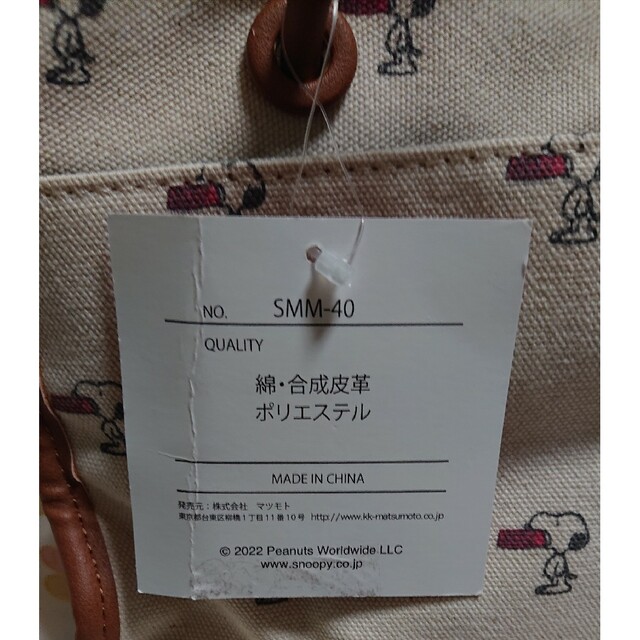 NO. SMM-40
QUALITY
綿・合成皮革
ポリエステル
MADE IN CHINA
発売元：株式会社 マツモト
東京都台東区柳橋1丁目11番10号 http://www.kk-matsumoto.co.jp
© 2022 Peanuts Worldwide LLC
www.snoopy.co.jp